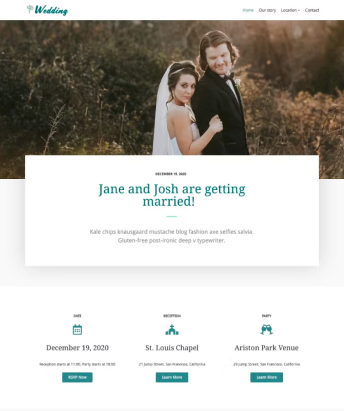 Wedding
Home Our story Location Contact
DECEMBER 19, 2020
Jane and Josh are getting
married!
Kale chips knausgaard mustache blog fashion axe selfies salvia.
Gluten-free post-ironic deep v typewriter.
DATE RECEPTION PARTY
December 19, 2020 St. Louis Chapel Ariston Park Venue
Reception starts at 11:00, Party starts at 18:00 21 Jump Street, San Francisco, California 26 Jump Street, San Francisco, California
RSVP Now Learn More Learn More